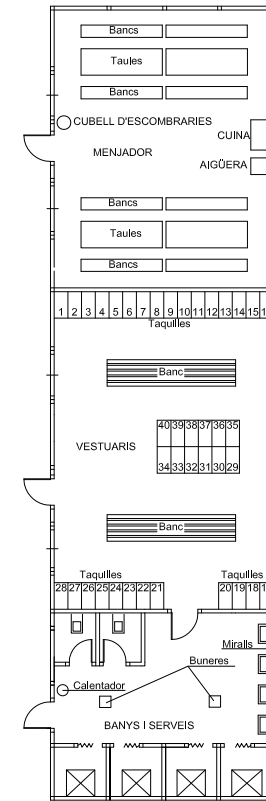 Bancs
Taules
Bancs
CUBELL D'ESCOMBRARIES
CUINA
MENJADOR
AIGÜERA
Bancs
Taules
Bancs
1 2 3 4 5 6 7 8 9 10 11 12 13 14 15
Taquilles
Banc
40 39 38 37 36 35
VESTUARIS
34 33 32 31 30 29
Banc
Taquilles Taquilles
28 27 26 25 24 23 22 21 20 19 18
Miralls
Buneres
Calentador
BANYS I SERVEIS